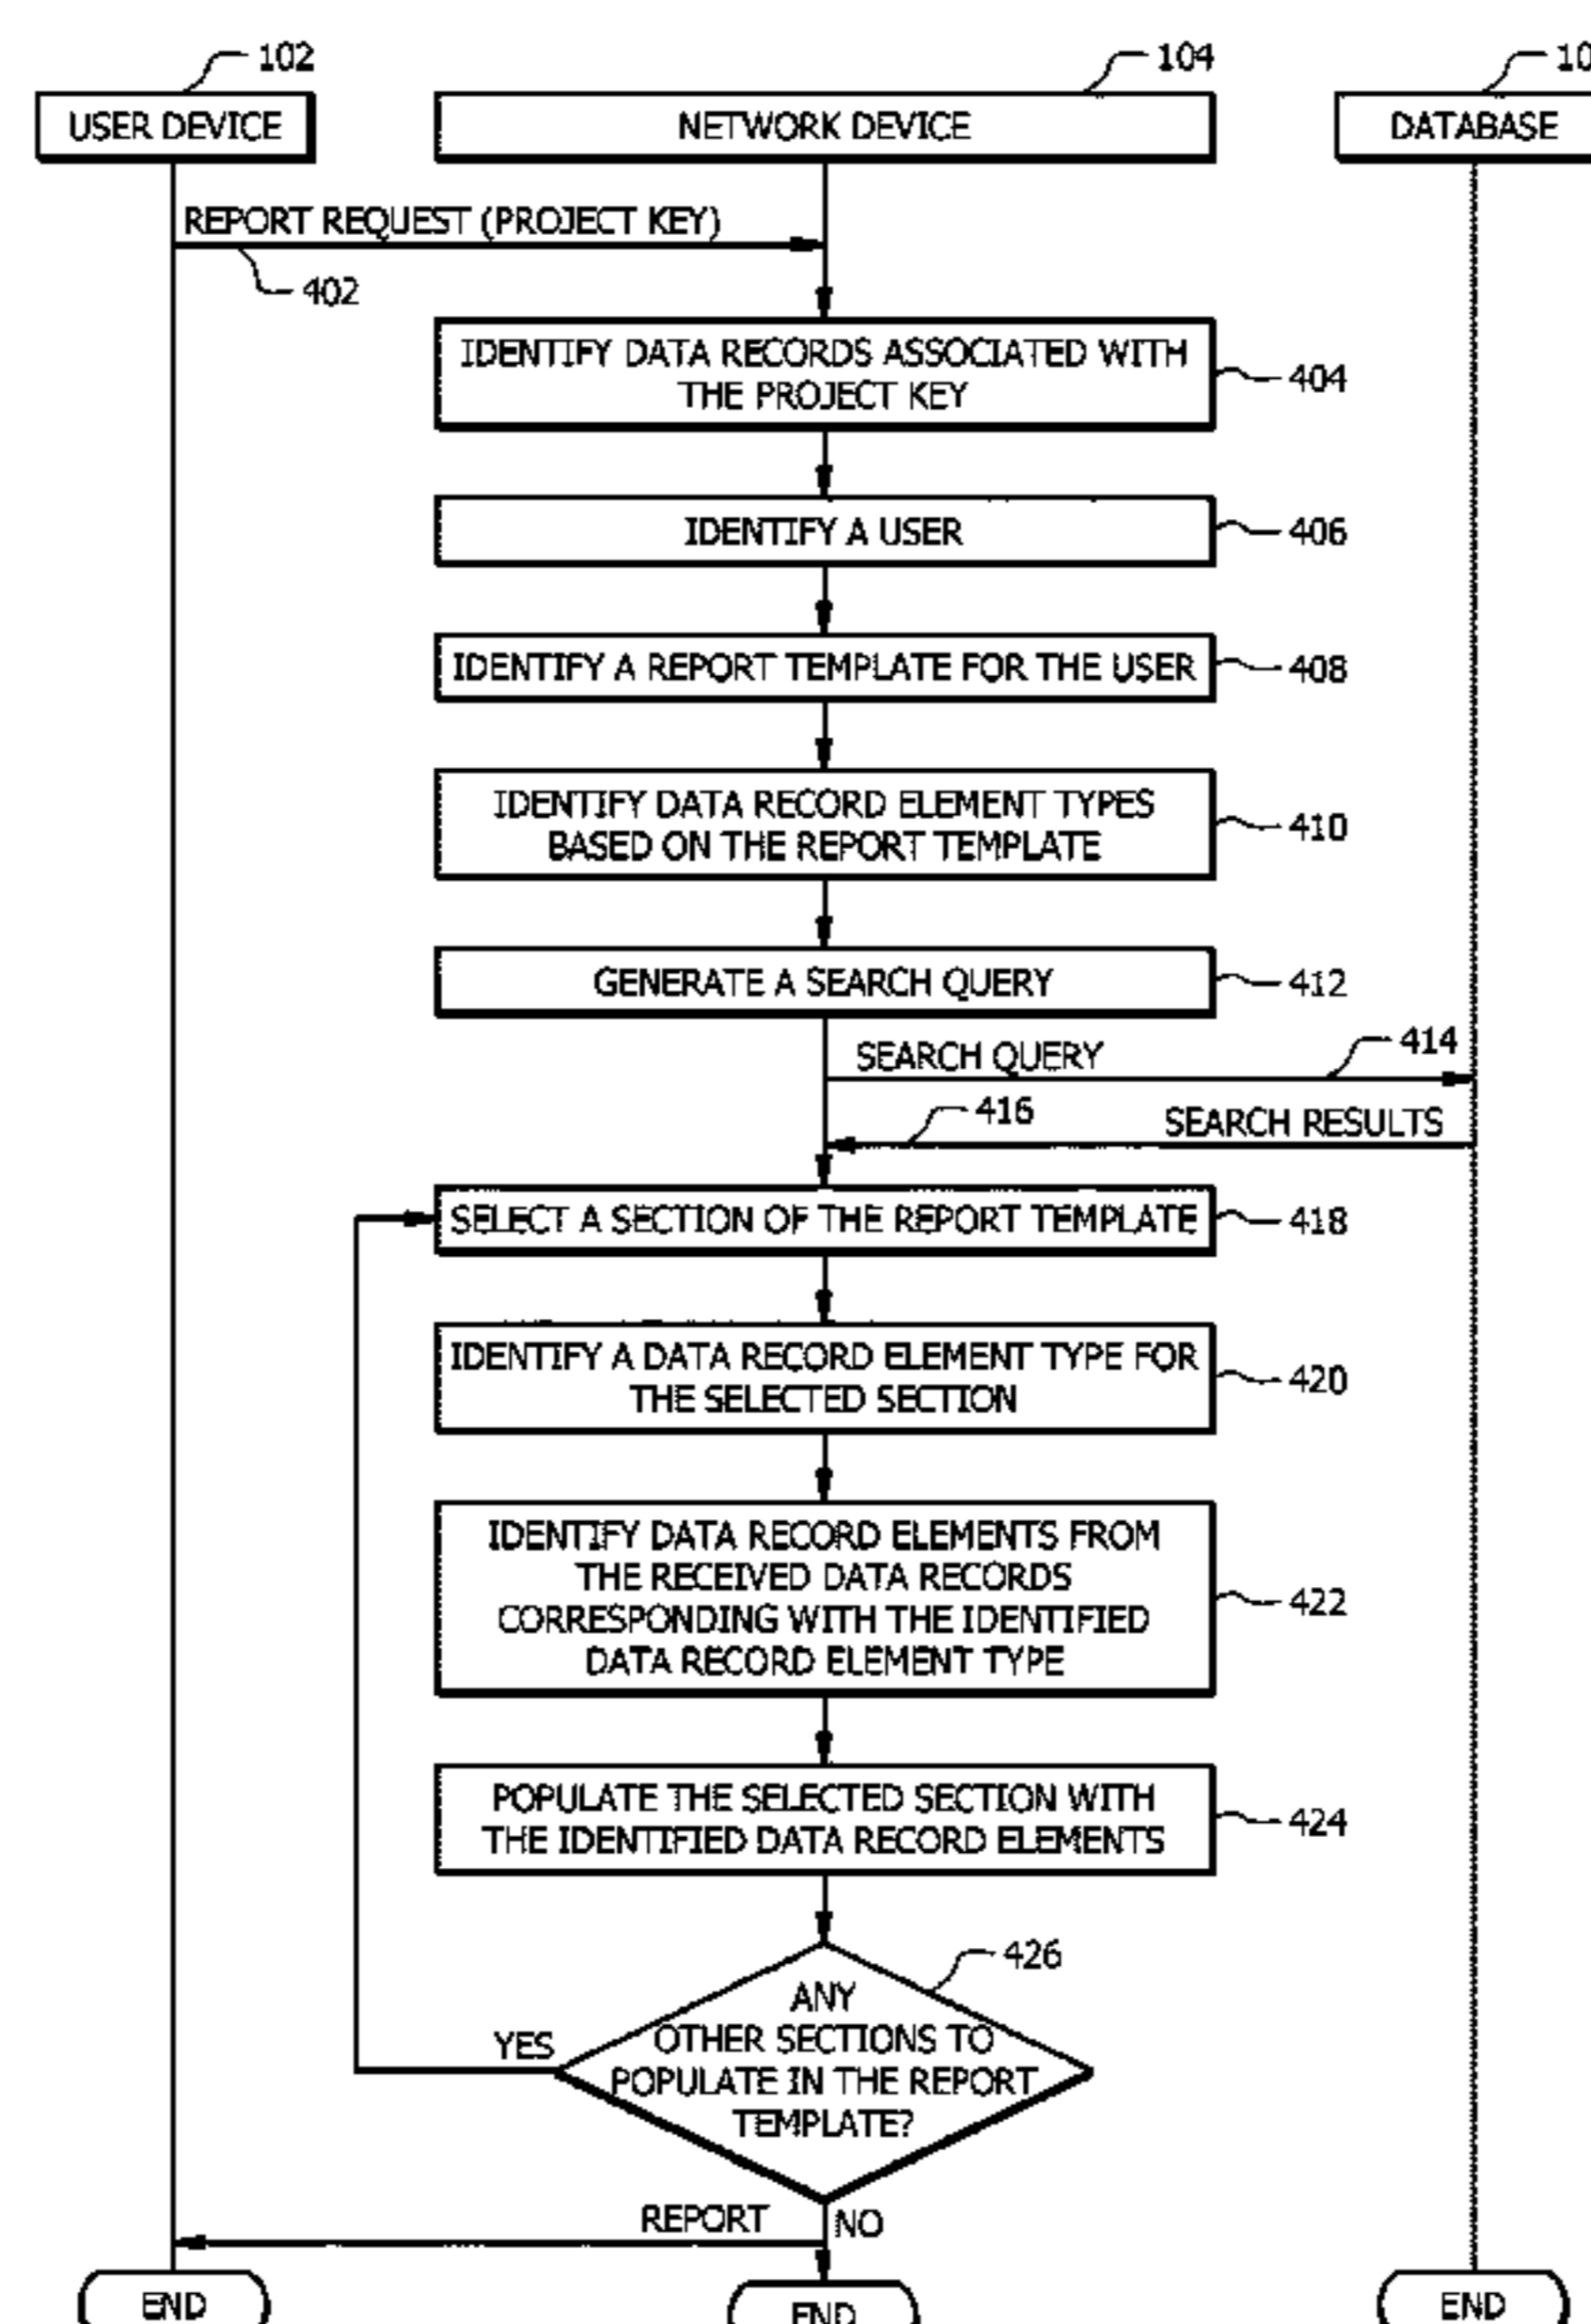 102
104
USER DEVICE
NETWORK DEVICE
DATABASE
REPORT REQUEST (PROJECT KEY)
402
IDENTIFY DATA RECORDS ASSOCIATED WITH
THE PROJECT KEY
404
IDENTIFY A USER
406
IDENTIFY A REPORT TEMPLATE FOR THE USER
408
IDENTIFY DATA RECORD ELEMENT TYPES
BASED ON THE REPORT TEMPLATE
410
GENERATE A SEARCH QUERY
412
SEARCH QUERY
414
416
SEARCH RESULTS
SELECT A SECTION OF THE REPORT TEMPLATE
418
IDENTIFY A DATA RECORD ELEMENT TYPE FOR
THE SELECTED SECTION
420
IDENTIFY DATA RECORD ELEMENTS FROM
THE RECEIVED DATA RECORDS
CORRESPONDING WITH THE IDENTIFIED
DATA RECORD ELEMENT TYPE
422
POPULATE THE SELECTED SECTION WITH
THE IDENTIFIED DATA RECORD ELEMENTS
424
426
ANY
OTHER SECTIONS TO
POPULATE IN THE REPORT
TEMPLATE?
YES
REPORT
NO
END
END
END